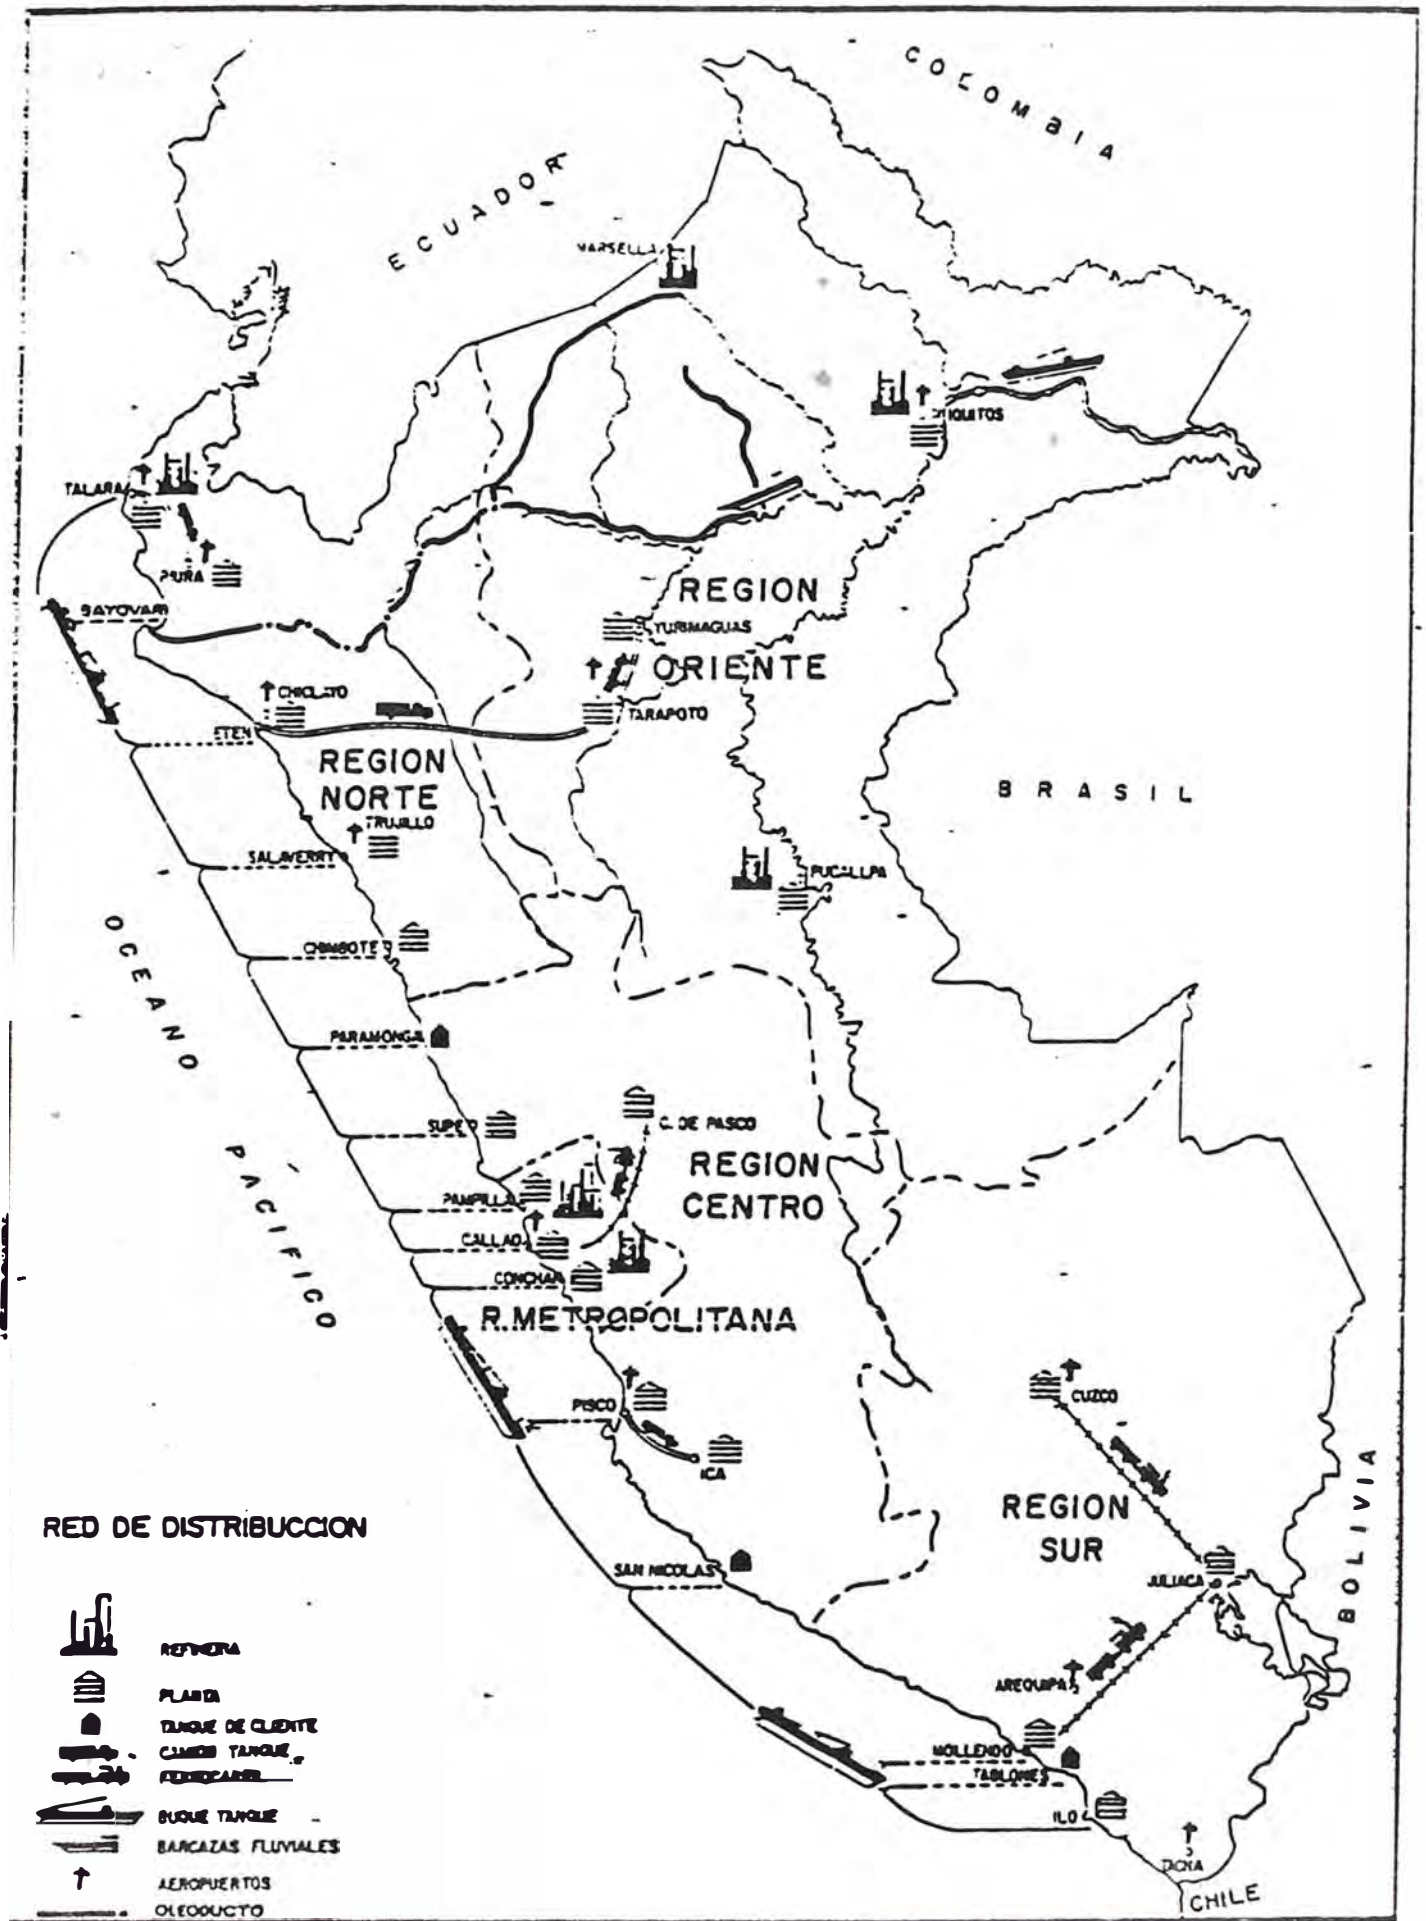 COLOMBIA
ECUADOR
MARSELLA
IQUITOS
TALARA
PIURA
BAYOVAR
REGION
YURIMAGUAS
ORIENTE
CHICLAYO
TARAPOTO
ETEN
REGION
NORTE
BRASIL
TRUJILLO
SALAVERRY
PUCALLPA
OCEANO PACIFICO
CHIMBOTE
PARAMONGA
SUPE
C. DE PASCO
REGION
CENTRO
PAMPILLA
CALLAO
CONCHAN
R.METROPOLITANA
CUZCO
PISCO
ICA
BOLIVIA
REGION
SUR
RED DE DISTRIBUCCION
SAN NICOLAS
JULIACA
REFINERIA
AREQUIPA
PLANTA
TANQUE DE CLIENTE
CAMION TANQUE
MOLLENDO
FERROCARRIL
TABLONES
BUQUE TANQUE
ILO
BARCAZAS FLUVIALES
TACNA
AEROPUERTOS
CHILE
OLEODUCTO